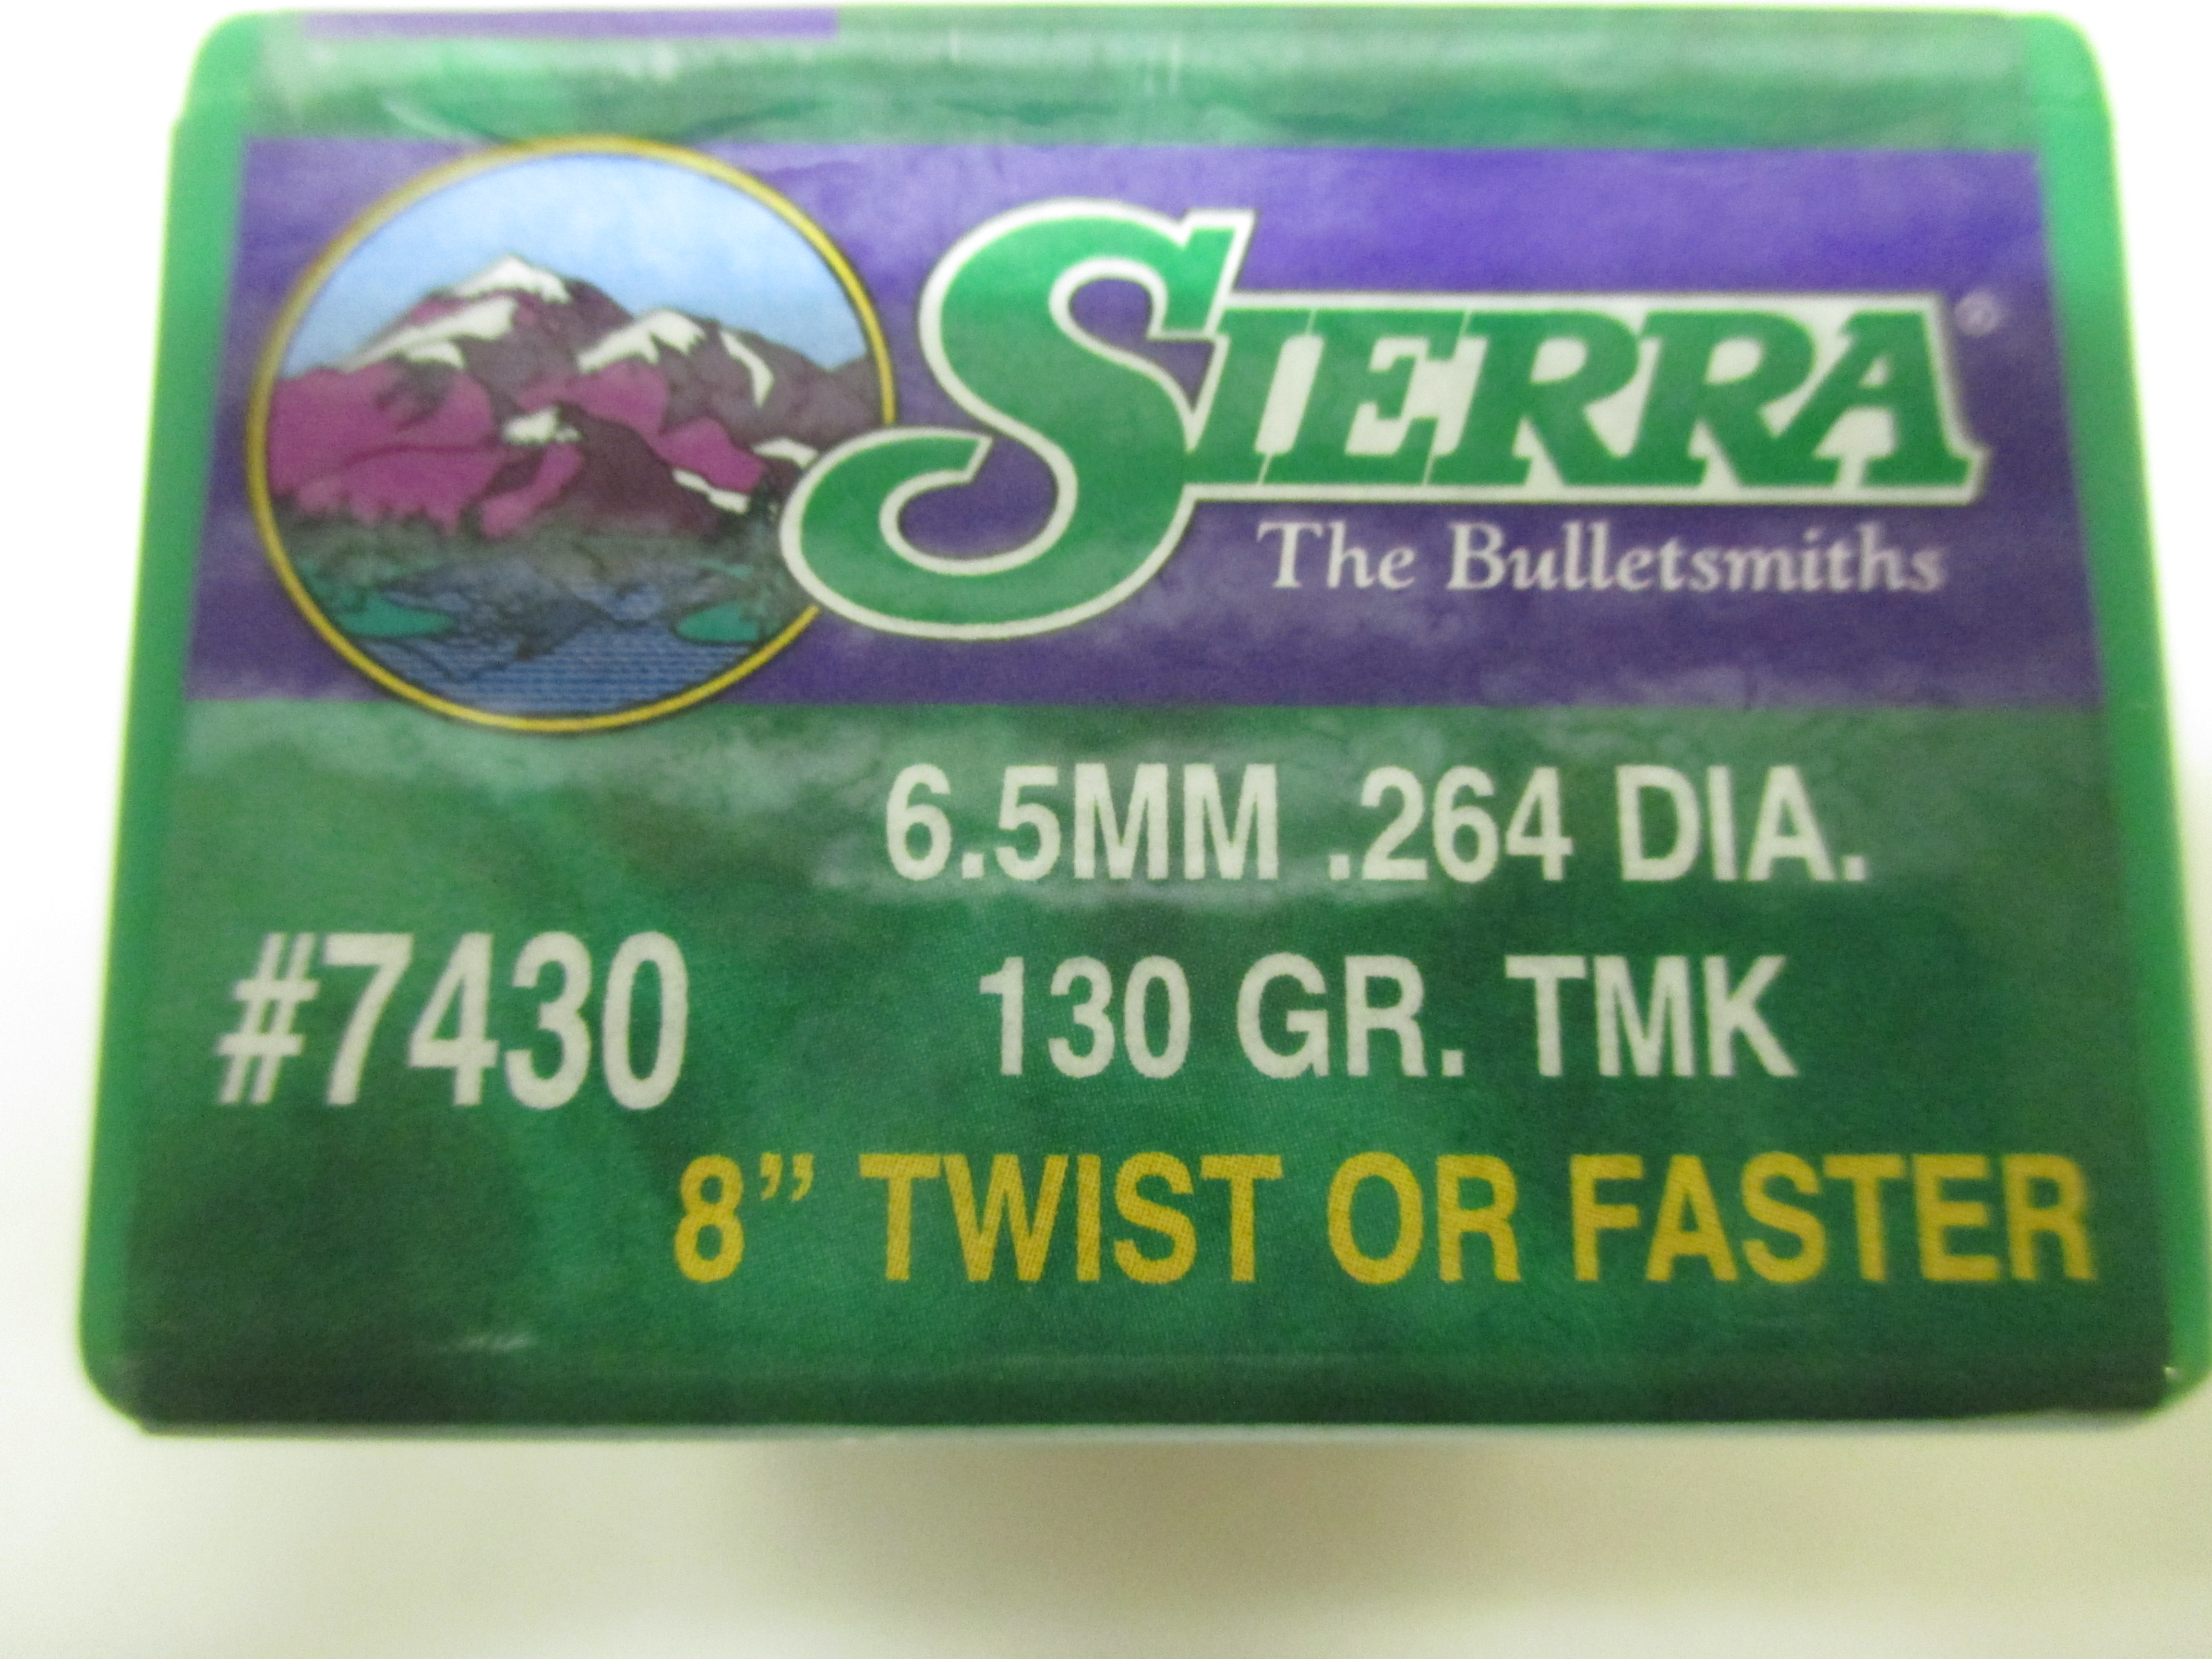 SIERRA®
The Bulletsmiths
6.5MM .264 DIA.
#7430 130 GR. TMK
8” TWIST OR FASTER